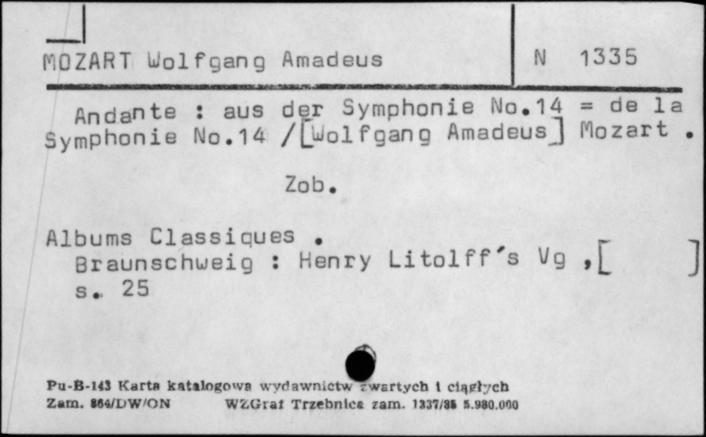 MOZART Wolfgang Amadeus
N 1335
Andante : aus der Symphonie No.14 = de la
Symphonie No.14 /[Wolfgang Amadeus] Mozart .
Zob.
Albums Classiques .
Braunschweig : Henry Litolff's Vg ,[ ]
s. 25
Pu-B-143 Karta katalogowa wydawnictw zwartych i ciągłych
Zam. 864/DW/ON WZGraf Trzebnica zam. 1337/85 5.980.000